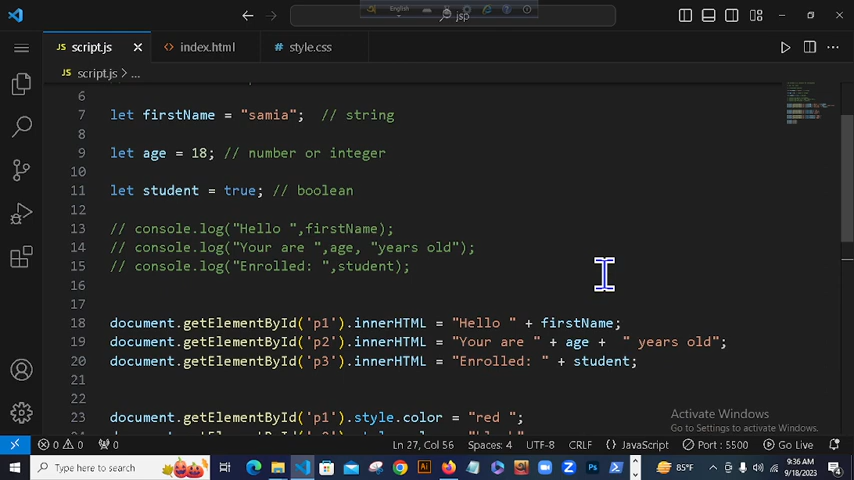 English
jsp
script.js
index.html
style.css
script.js > ...
6
7 let firstName = "samia"; // string
8
9 let age = 18; // number or integer
10
11 let student = true; // boolean
12
13 // console.log("Hello ",firstName);
14 // console.log("Your are ",age, "years old");
15 // console.log("Enrolled: ",student);
16
17
18 document.getElementById('p1').innerHTML = "Hello " + firstName;
19 document.getElementById('p2').innerHTML = "Your are " + age + " years old";
20 document.getElementById('p3').innerHTML = "Enrolled: " + student;
21
22
23 document.getElementById('p1').style.color = "red ";
Activate Windows
Go to Settings to activate Windows.
0 0 0 Ln 27, Col 56 Spaces: 4 UTF-8 CRLF {} JavaScript Port : 5500 Go Live
Type here to search
85°F
9:36 AM
9/18/2023
4